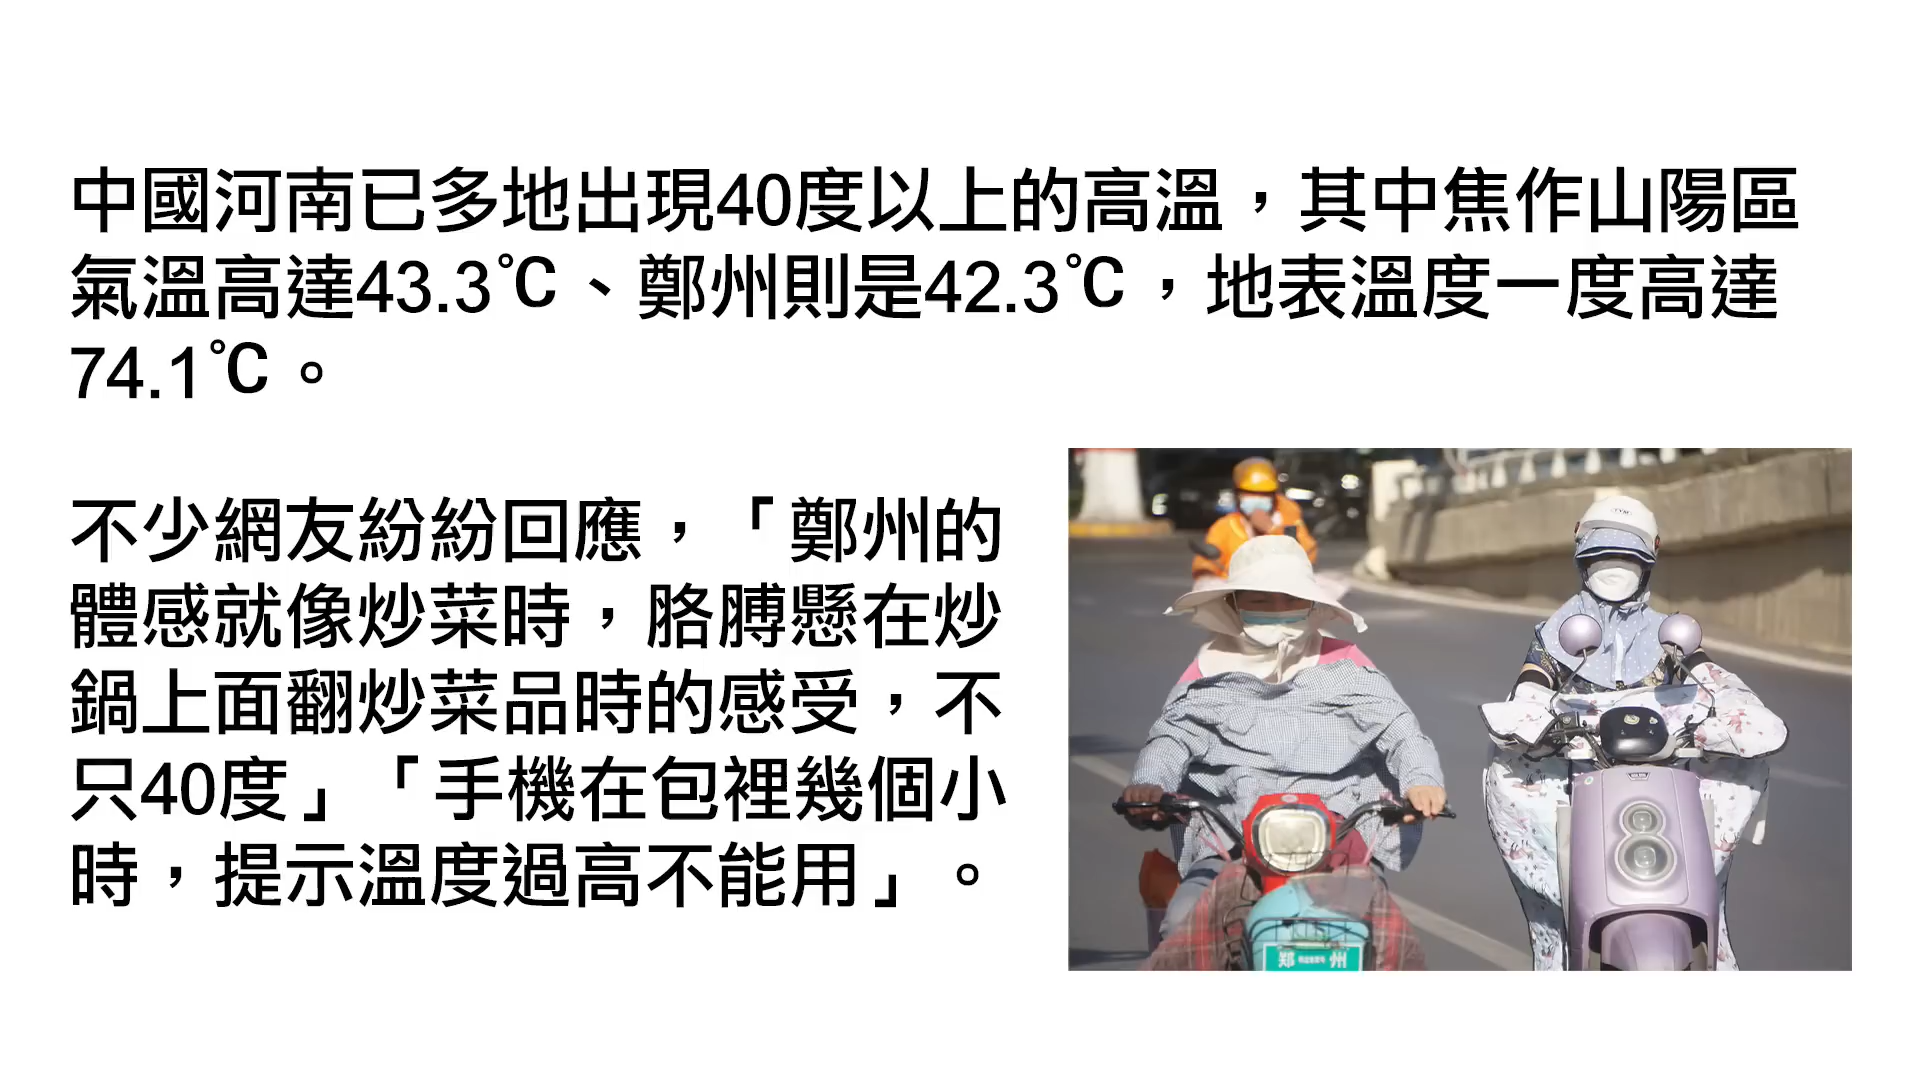 中國河南已多地出現40度以上的高溫，其中焦作山陽區
氣溫高達43.3℃、鄭州則是42.3℃，地表溫度一度高達
74.1℃。
不少網友紛紛回應，「鄭州的
體感就像炒菜時，胳膊懸在炒
鍋上面翻炒菜品時的感受，不
只40度」「手機在包裡幾個小
時，提示溫度過高不能用」。
郑 州